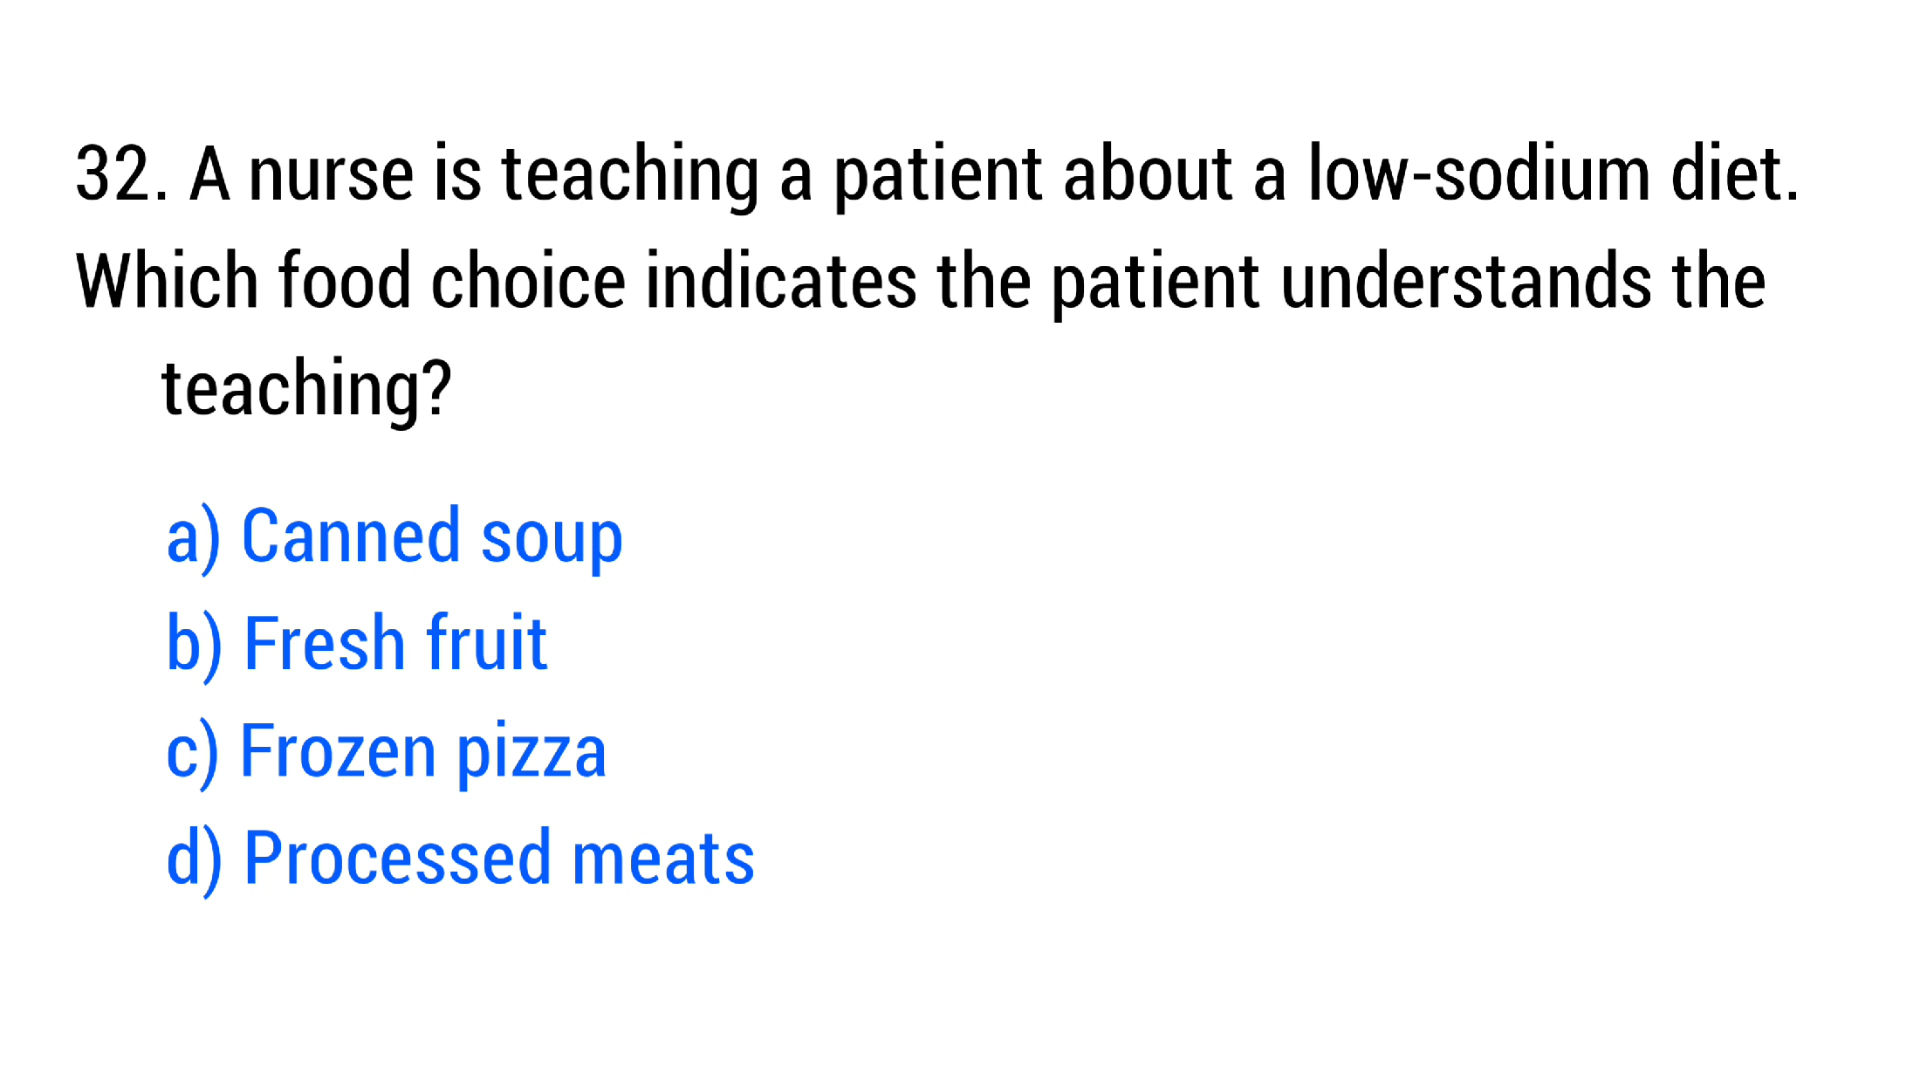 32. A nurse is teaching a patient about a low-sodium diet.
Which food choice indicates the patient understands the
teaching?
a) Canned soup
b) Fresh fruit
c) Frozen pizza
d) Processed meats